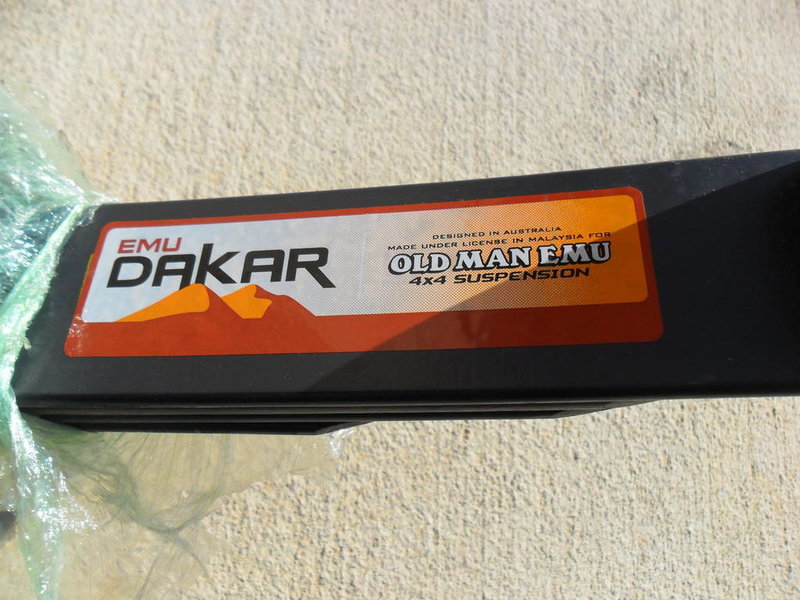 EMU
DAKAR
DESIGNED IN AUSTRALIA
MADE UNDER LICENSE IN MALAYSIA FOR
OLD MAN EMU
4x4 SUSPENSION